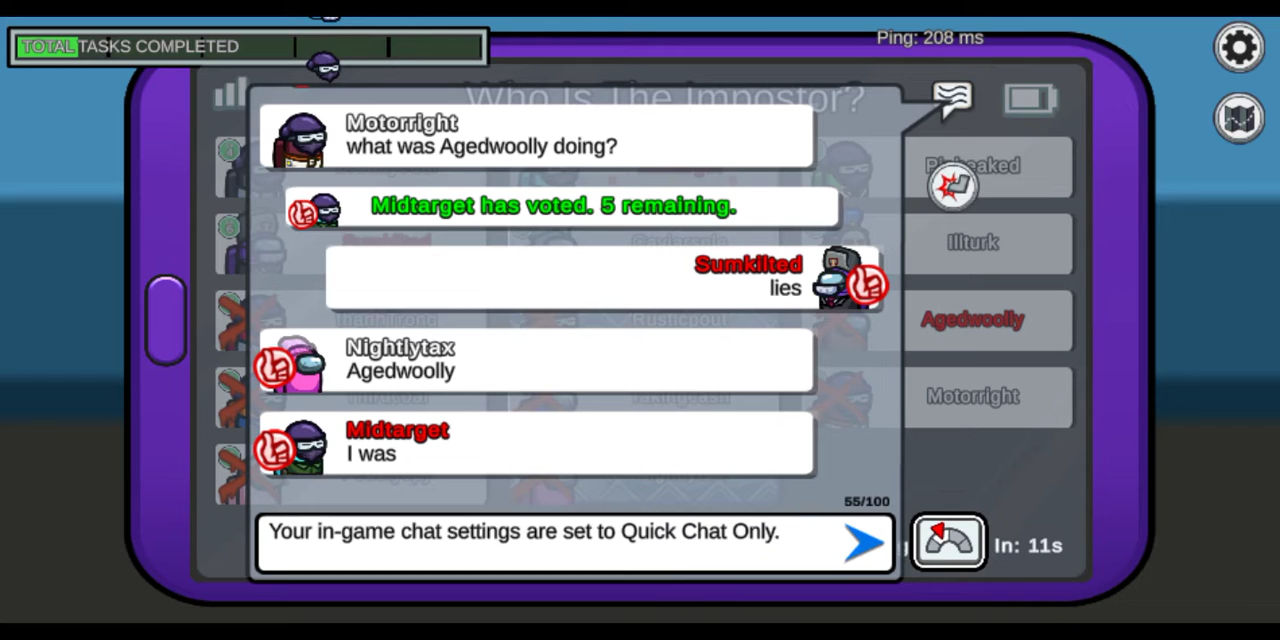 TOTAL TASKS COMPLETED
Ping: 208 ms
Who Is The Impostor?
Motorright
what was Agedwoolly doing?
Midtarget has voted. 5 remaining.
Sumkilted
lies
Nightlytax
Agedwoolly
Midtarget
I was
55/100
Your in-game chat settings are set to Quick Chat Only.
Illturk
Agedwoolly
Motorright
In: 11s